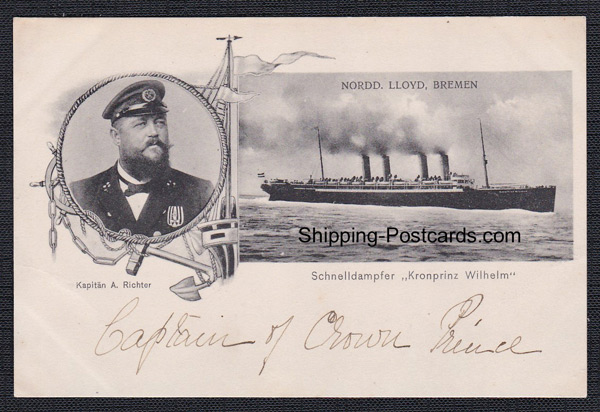 NORDD. LLOYD, BREMEN
Shipping-Postcards.com
Kapitän A. Richter
Schnelldampfer „Kronprinz Wilhelm"
Captain of Crown Prince